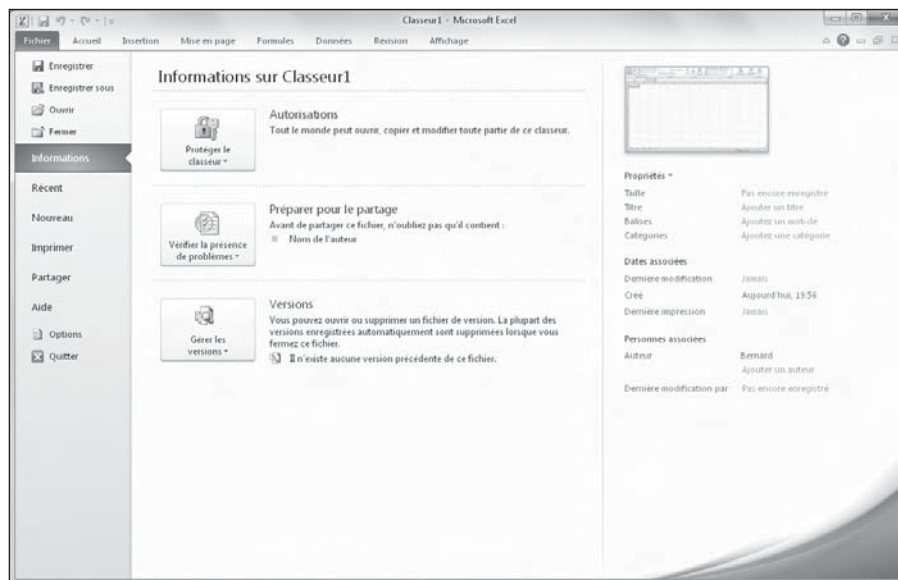 Classeur1 - Microsoft Excel
Fichier Accueil Insertion Mise en page Formules Données Révision Affichage
Enregistrer
Enregistrer sous
Ouvrir
Fermer
Informations
Récent
Nouveau
Imprimer
Partager
Aide
Options
Quitter
Informations sur Classeur1
Protéger le
classeur
Autorisations
Tout le monde peut ouvrir, copier et modifier toute partie de ce classeur.
Vérifier la présence
de problèmes
Préparer pour le partage
Avant de partager ce fichier, n'oubliez pas qu'il contient :
Nom de l'auteur
Gérer les
versions
Versions
Vous pouvez ouvrir ou supprimer un fichier de version. La plupart des
versions enregistrées automatiquement sont supprimées lorsque vous
fermez ce fichier.
Il n'existe aucune version précédente de ce fichier.
Propriétés
Taille Pas encore enregistré
Titre Ajouter un titre
Balises Ajoutez un mot-clé
Catégories Ajoutez une catégorie
Dates associées
Dernière modification Jamais
Créé Aujourd'hui, 19:56
Dernière impression Jamais
Personnes associées
Auteur Bernard
Ajouter un auteur
Dernière modification par Pas encore enregistré